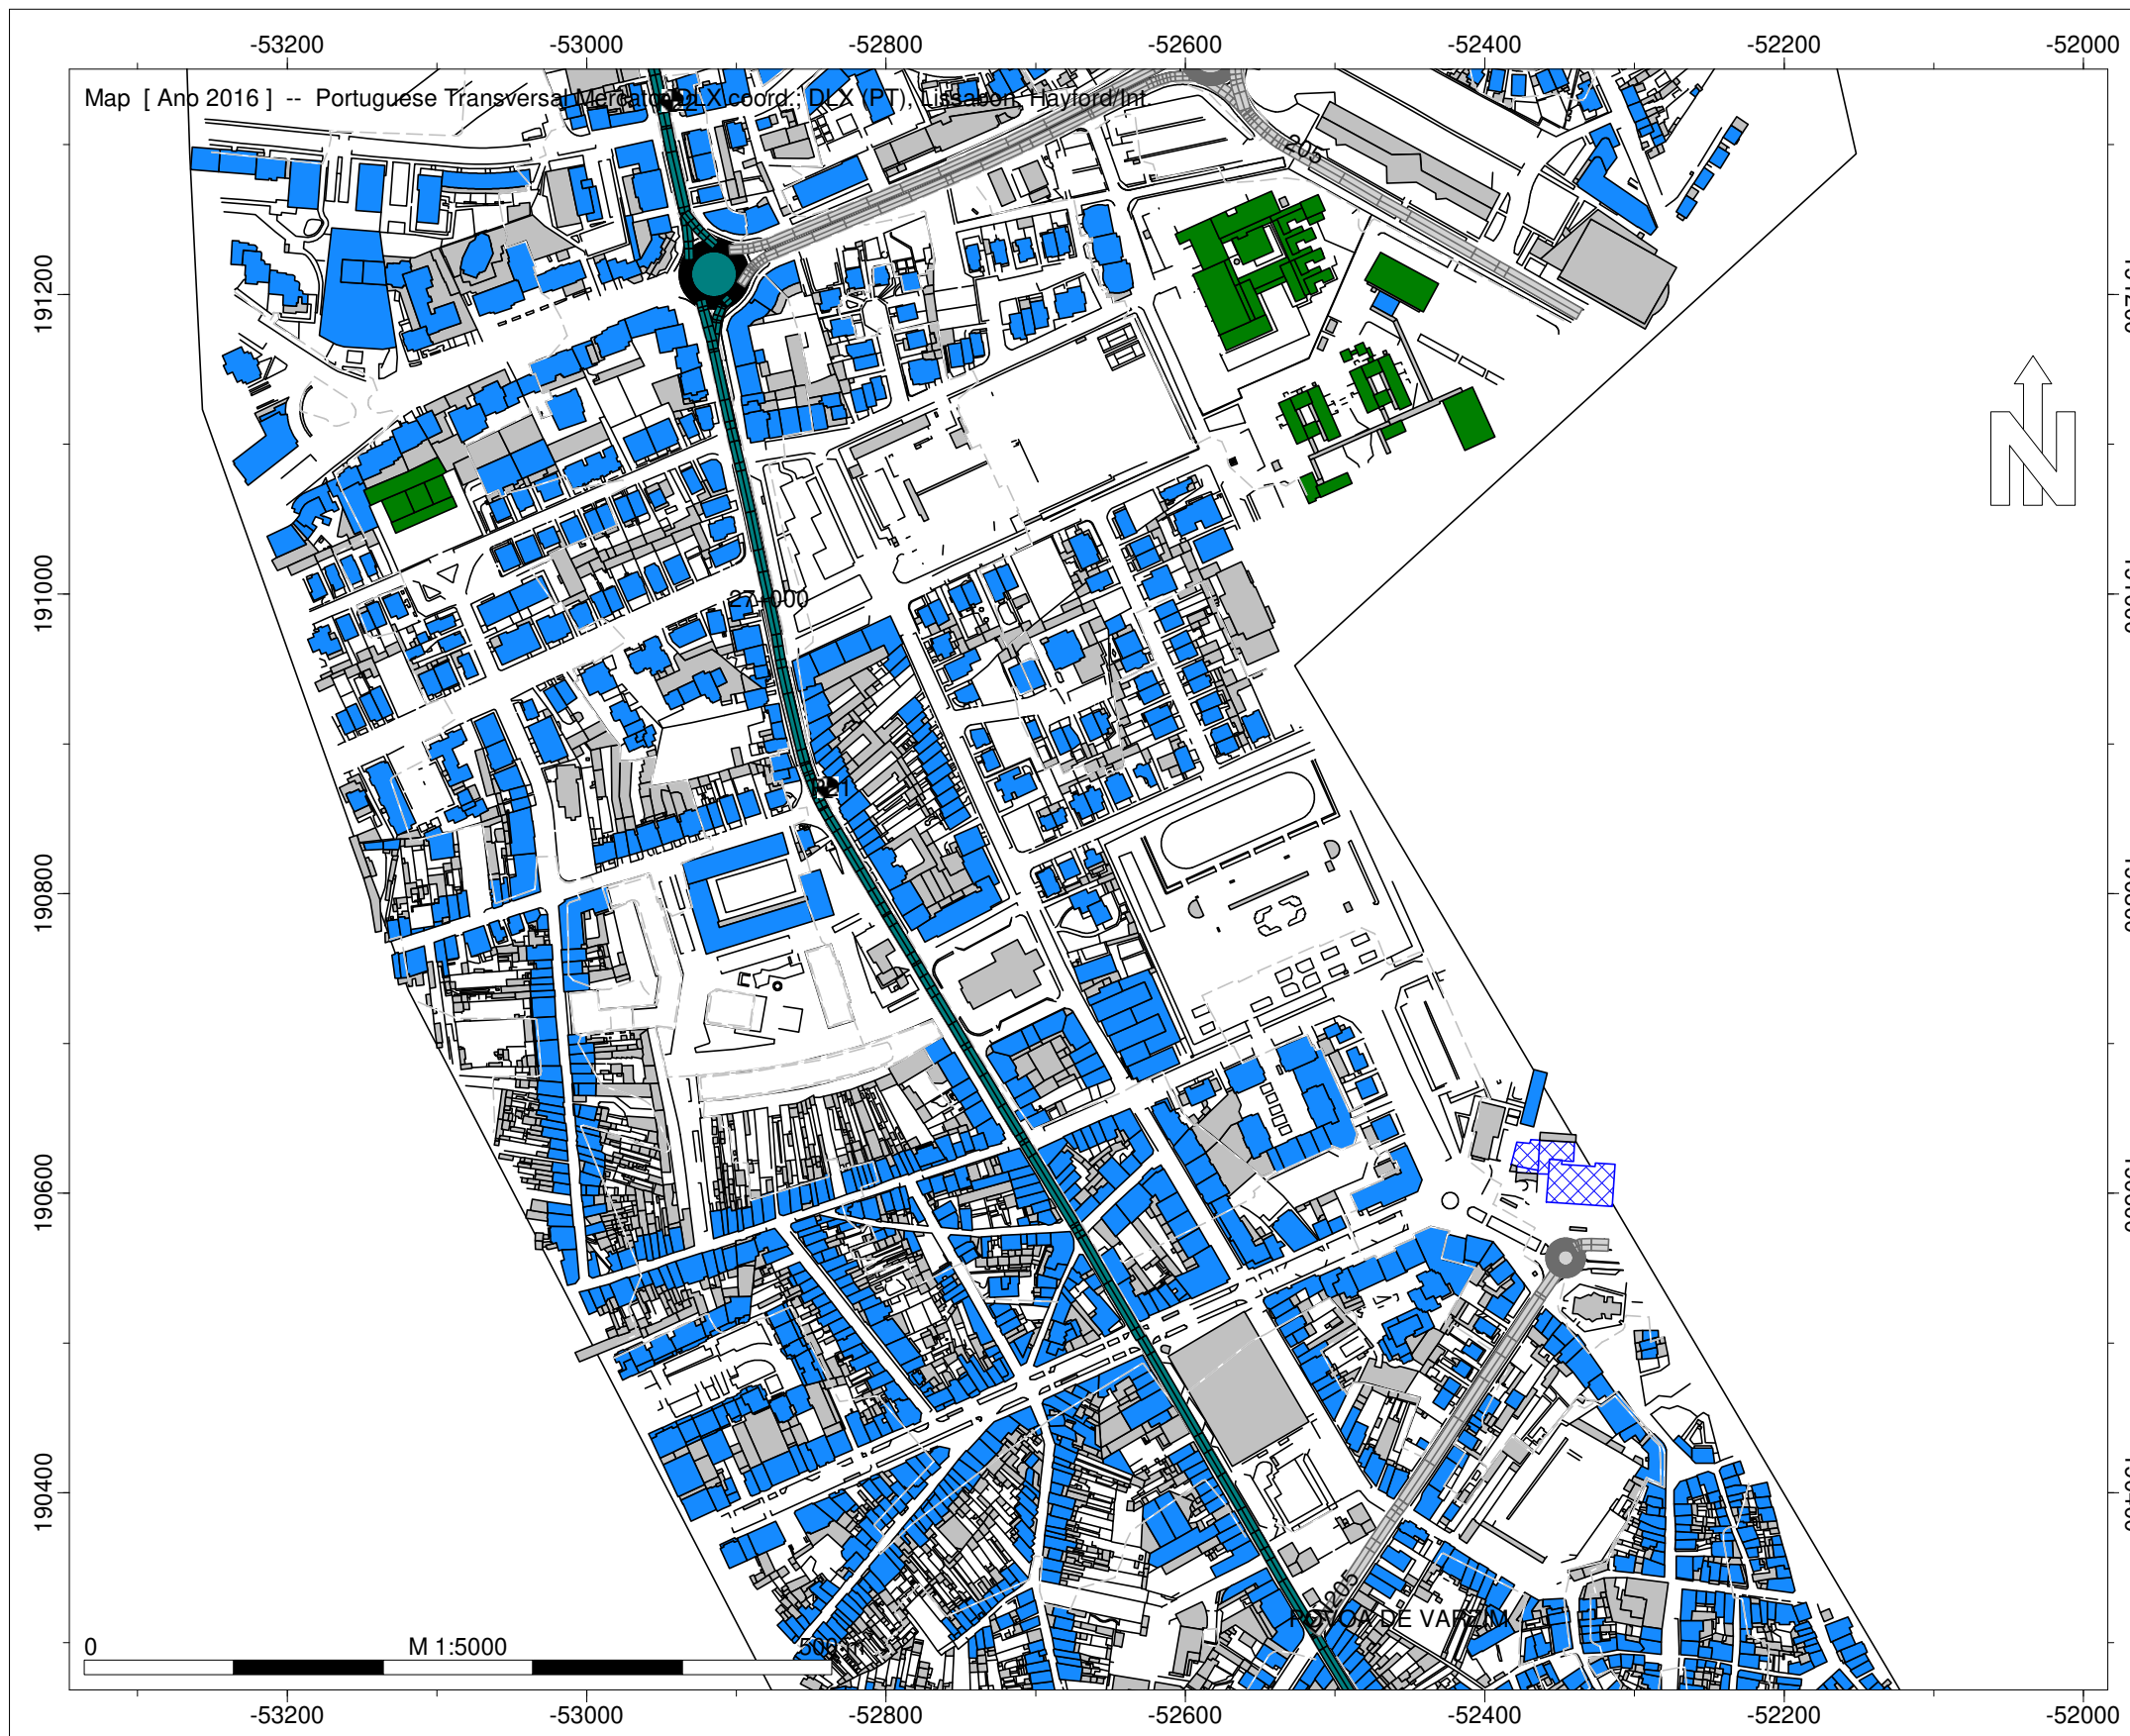 -53200 -53000 -52800 -52600 -52400 -52200 -52000
Map [ Ano 2016 ] -- Portuguese Transversal Mercator DLX coord.; DLX (PT), Lissabon, Hayford/Int.
205
191200
191000
27+000
190800
190600
190400
205
POVOA DE VARZIM
0 M 1:5000 500 m
N
-53200 -53000 -52800 -52600 -52400 -52200 -52000